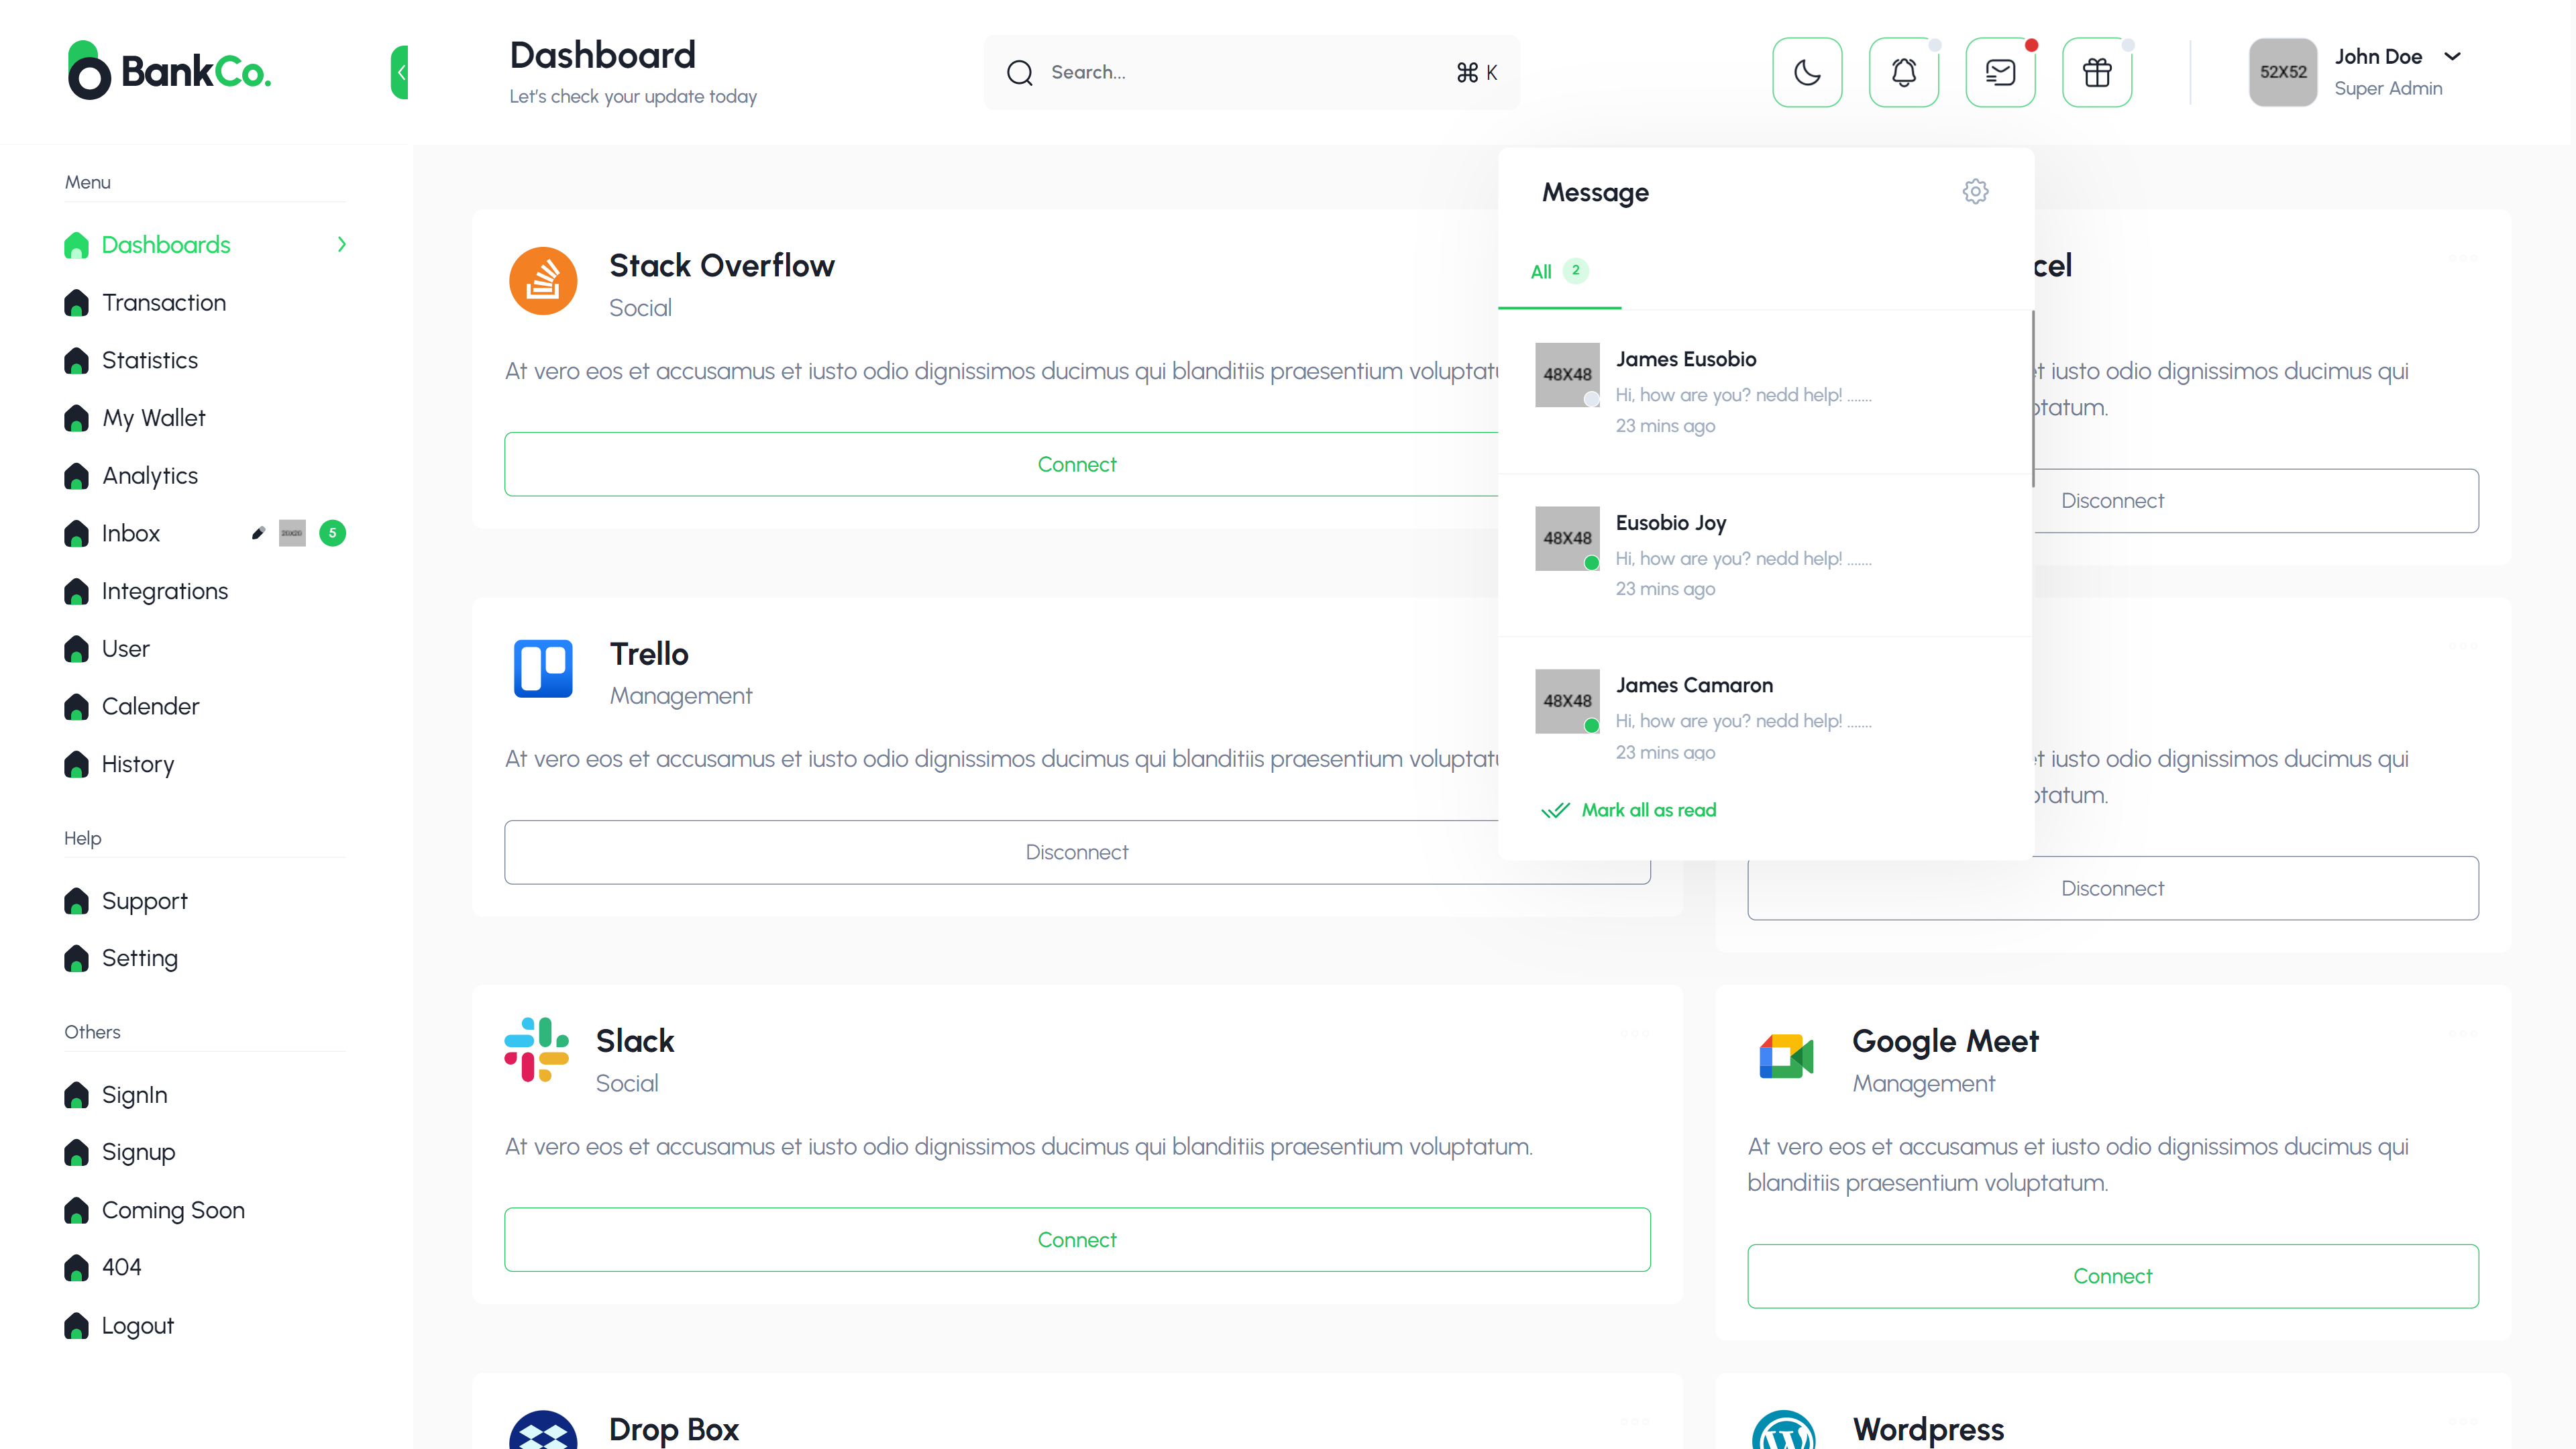 BankCo.
Dashboard
Let's check your update today
Search...
⌘ K
52X52
John Doe
Super Admin
Menu
Dashboards
Transaction
Statistics
My Wallet
Analytics
Inbox
5
Integrations
User
Calender
History
Help
Support
Setting
Others
SignIn
Signup
Coming Soon
404
Logout
Message
All 2
48X48
James Eusobio
Hi, how are you? nedd help! .......
23 mins ago
48X48
Eusobio Joy
Hi, how are you? nedd help! .......
23 mins ago
48X48
James Camaron
Hi, how are you? nedd help! .......
23 mins ago
Mark all as read
Stack Overflow
Social
At vero eos et accusamus et iusto odio dignissimos ducimus qui blanditiis praesentium
Connect
cel
iusto odio dignissimos ducimus qui
Disconnect
Trello
Management
At vero eos et accusamus et iusto odio dignissimos ducimus qui blanditiis praesentium
Disconnect
iusto odio dignissimos ducimus qui
Disconnect
Slack
Social
At vero eos et accusamus et iusto odio dignissimos ducimus qui blanditiis praesentium voluptatum.
Connect
Google Meet
Management
At vero eos et accusamus et iusto odio dignissimos ducimus qui
blanditiis praesentium voluptatum.
Connect
Drop Box
Wordpress